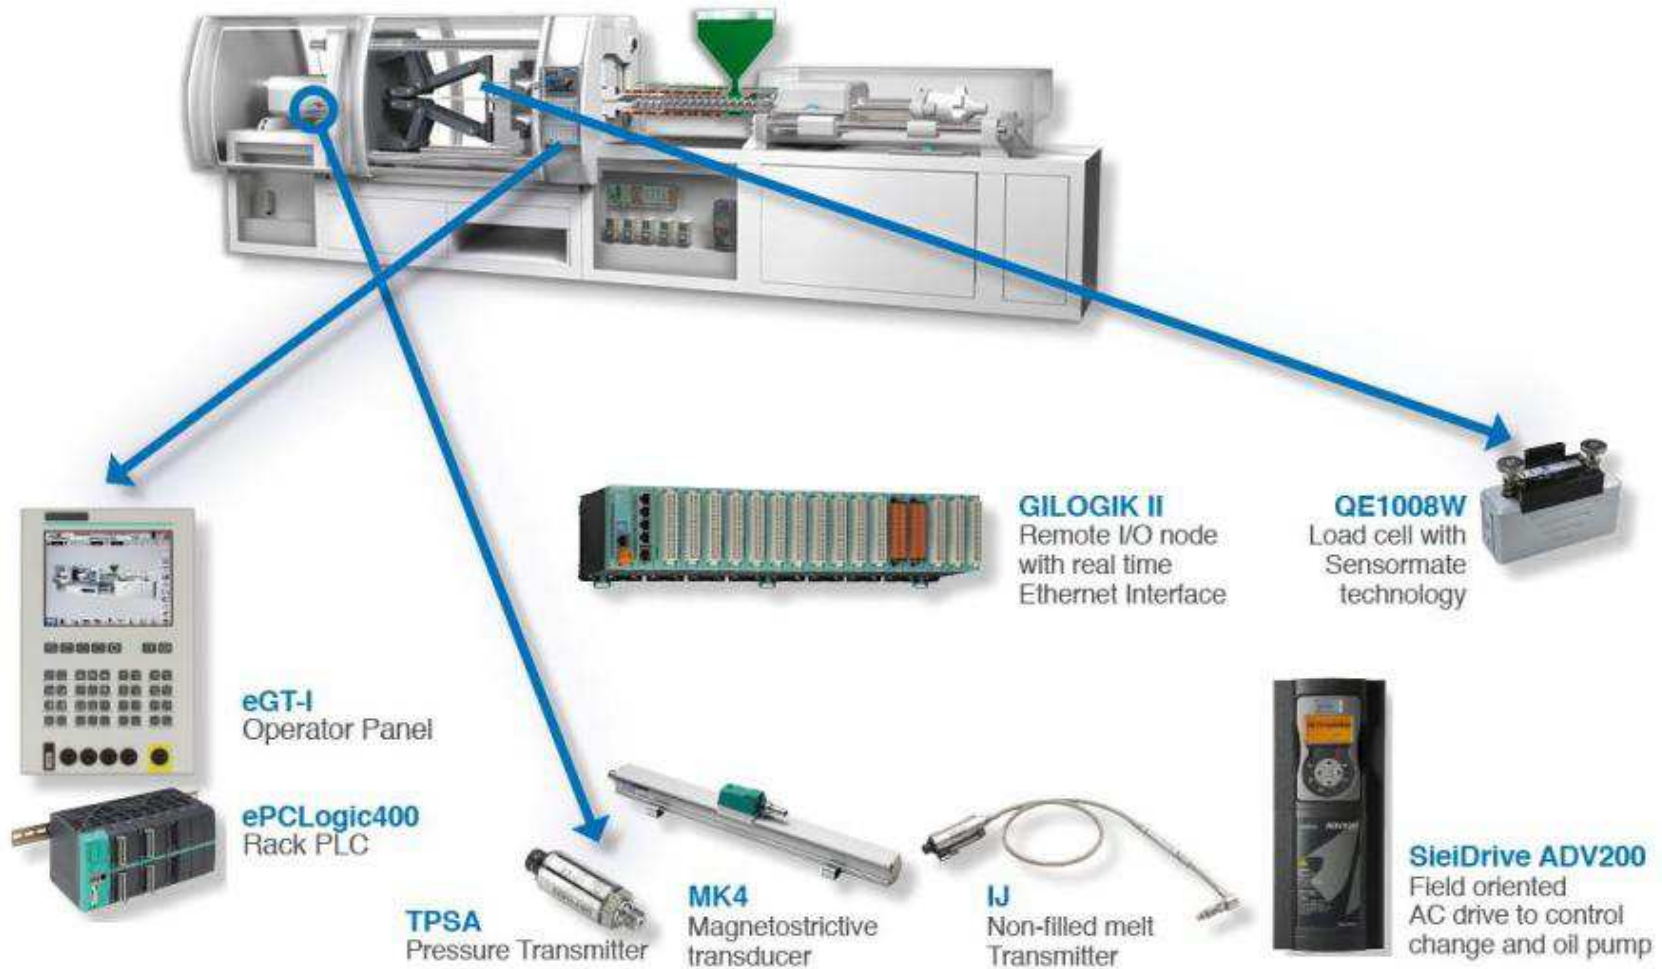 GILOGIK II
Remote I/O node
with real time
Ethernet Interface
QE1008W
Load cell with
Sensormate
technology
eGT-I
Operator Panel
ePCLogic400
Rack PLC
TPSA
Pressure Transmitter
MK4
Magnetostrictive
transducer
IJ
Non-filled melt
Transmitter
SieiDrive ADV200
Field oriented
AC drive to control
change and oil pump